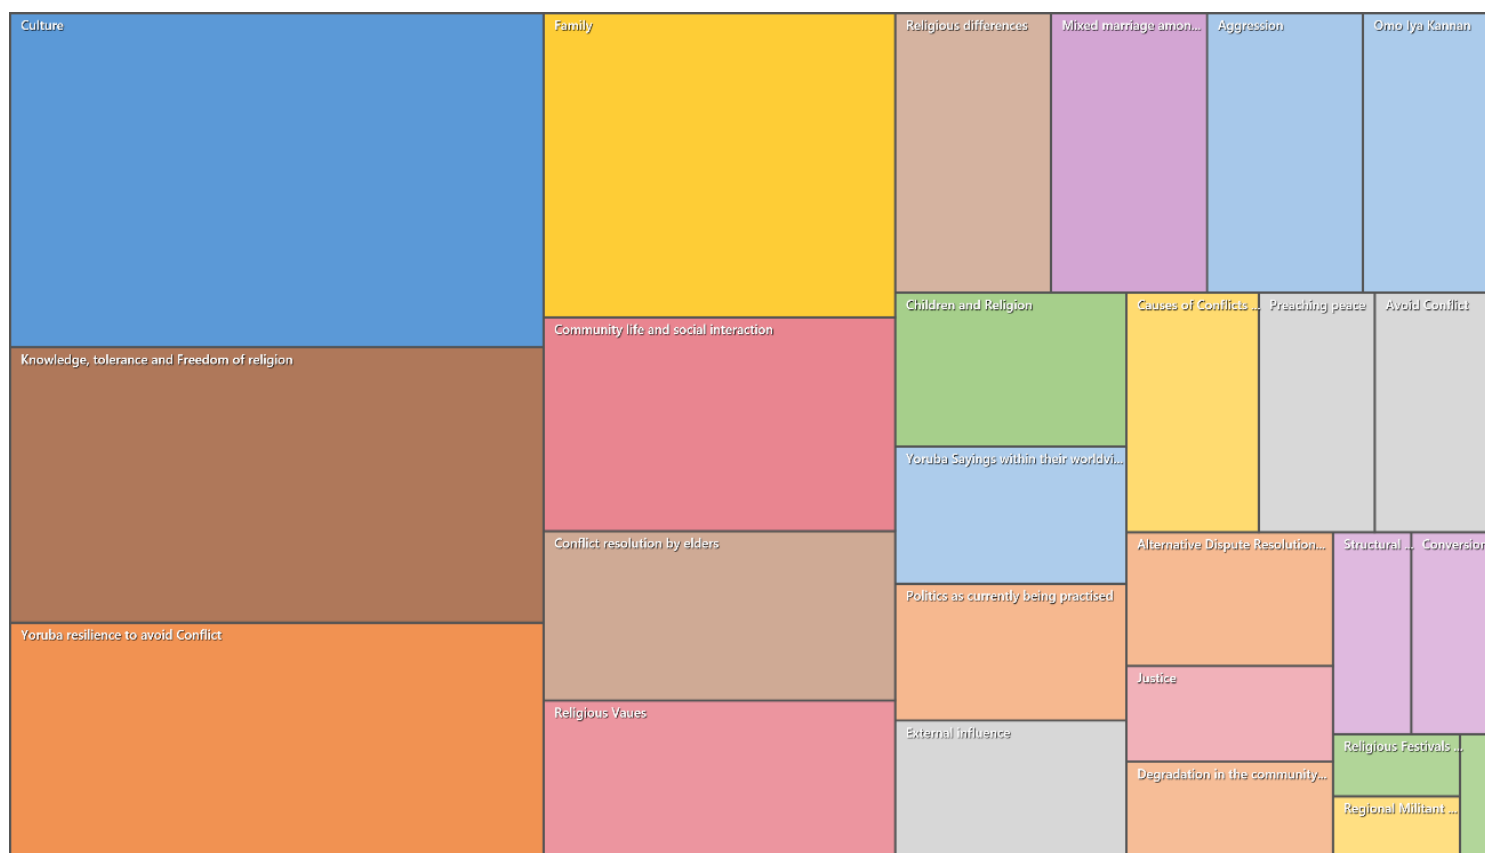 Culture
Family
Religious differences
Mixed marriage amon...
Aggression
Omo Iya Kannan
Children and Religion
Causes of Conflicts ...
Preaching peace
Avoid Conflict
Community life and social interaction
Knowledge, tolerance and Freedom of religion
Yoruba Sayings within their worldvi...
Conflict resolution by elders
Alternative Dispute Resolution...
Structural ...
Conversion
Politics as currently being practised
Yoruba resilience to avoid Conflict
Justice
Religious Vaues
External influence
Religious Festivals ...
Degradation in the community...
Regional Militant ...